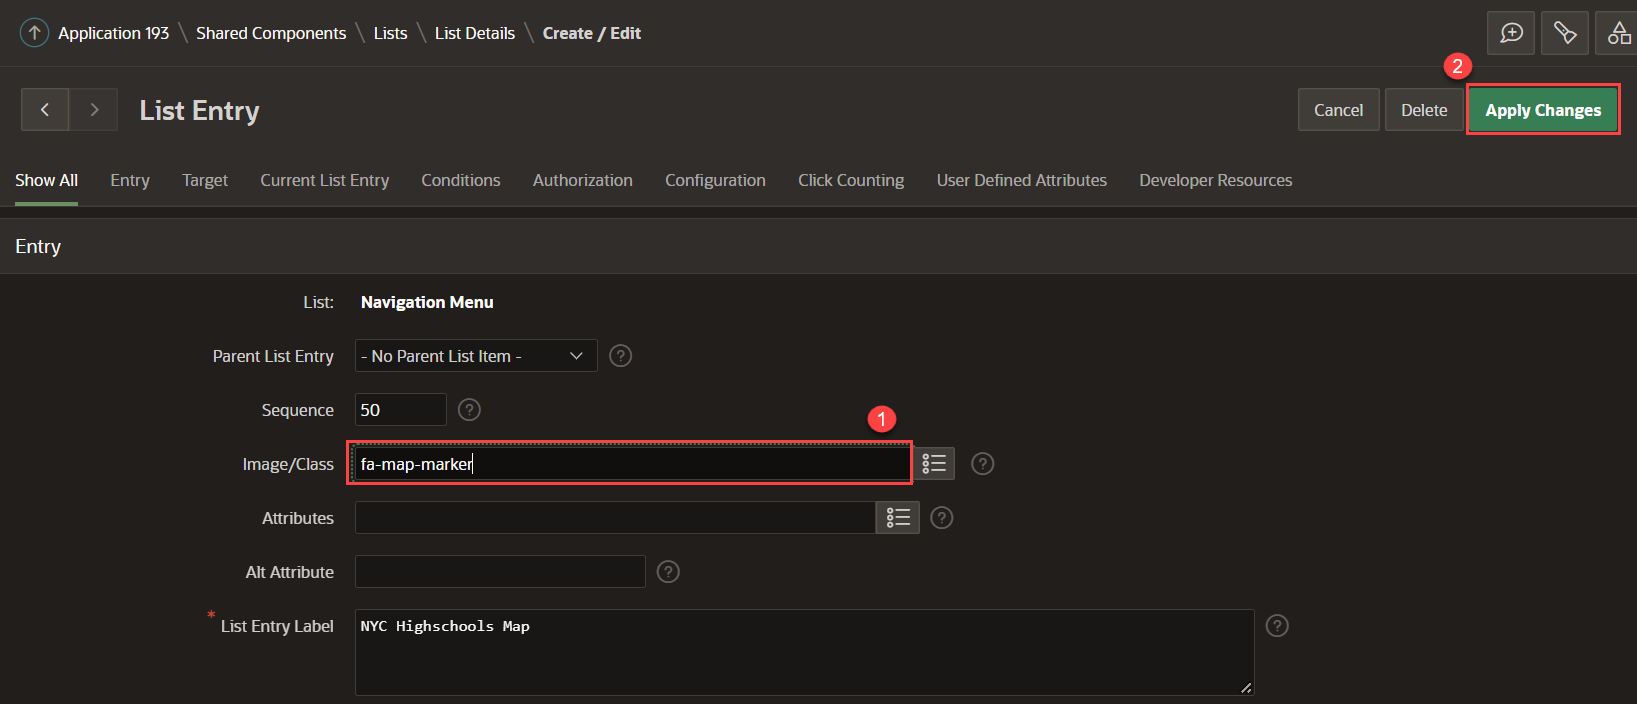 Application 193 \ Shared Components \ Lists \ List Details \ Create / Edit
2
List Entry
Cancel Delete Apply Changes
Show All Entry Target Current List Entry Conditions Authorization Configuration Click Counting User Defined Attributes Developer Resources
Entry
List: Navigation Menu
Parent List Entry - No Parent List Item - ?
Sequence 50 ?
1
Image/Class fa-map-marker ?
Attributes ?
Alt Attribute ?
* List Entry Label NYC Highschools Map ?